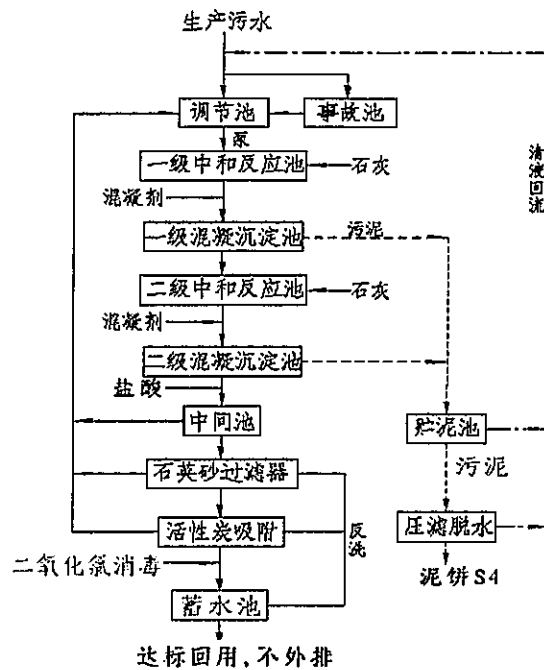 生产污水
调节池
事故池
泵
一级中和反应池
石灰
混凝剂
一级混凝沉淀池
污泥
二级中和反应池
石灰
混凝剂
二级混凝沉淀池
盐酸
中间池
贮泥池
石英砂过滤器
污泥
活性炭吸附
反洗
压滤脱水
二氧化氯消毒
泥饼S4
蓄水池
达标回用,不外排
清液回流